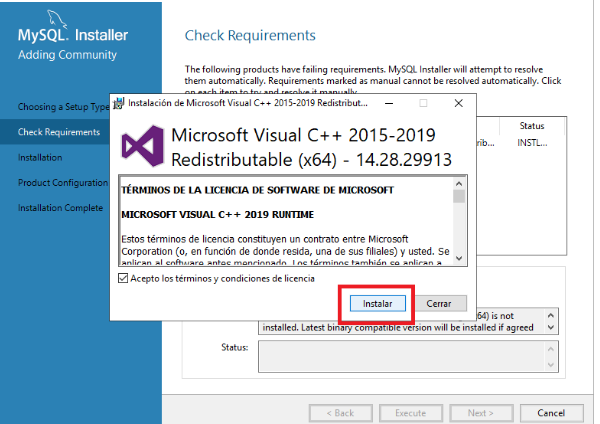 MySQL. Installer
Adding Community
Choosing a Setup Type
Check Requirements
Installation
Product Configuration
Installation Complete
Check Requirements
The following products have failing requirements. MySQL Installer will attempt to resolve
them automatically. Requirements marked as manual cannot be resolved automatically. Click
on each item to try and resolve it manually.
Status
INSTL...
Instalación de Microsoft Visual C++ 2015-2019 Redistribut...
Microsoft Visual C++ 2015-2019
Redistributable (x64) - 14.28.29913
TÉRMINOS DE LA LICENCIA DE SOFTWARE DE MICROSOFT
MICROSOFT VISUAL C++ 2019 RUNTIME
Estos términos de licencia constituyen un contrato entre Microsoft
Corporation (o, en función de donde resida, una de sus filiales) y usted. Se
aplican al software antes mencionado. Los términos también se aplican a
Acepto los términos y condiciones de licencia
Instalar
Cerrar
is not
installed. Latest binary compatible version will be installed if agreed
Status:
< Back
Execute
Next >
Cancel